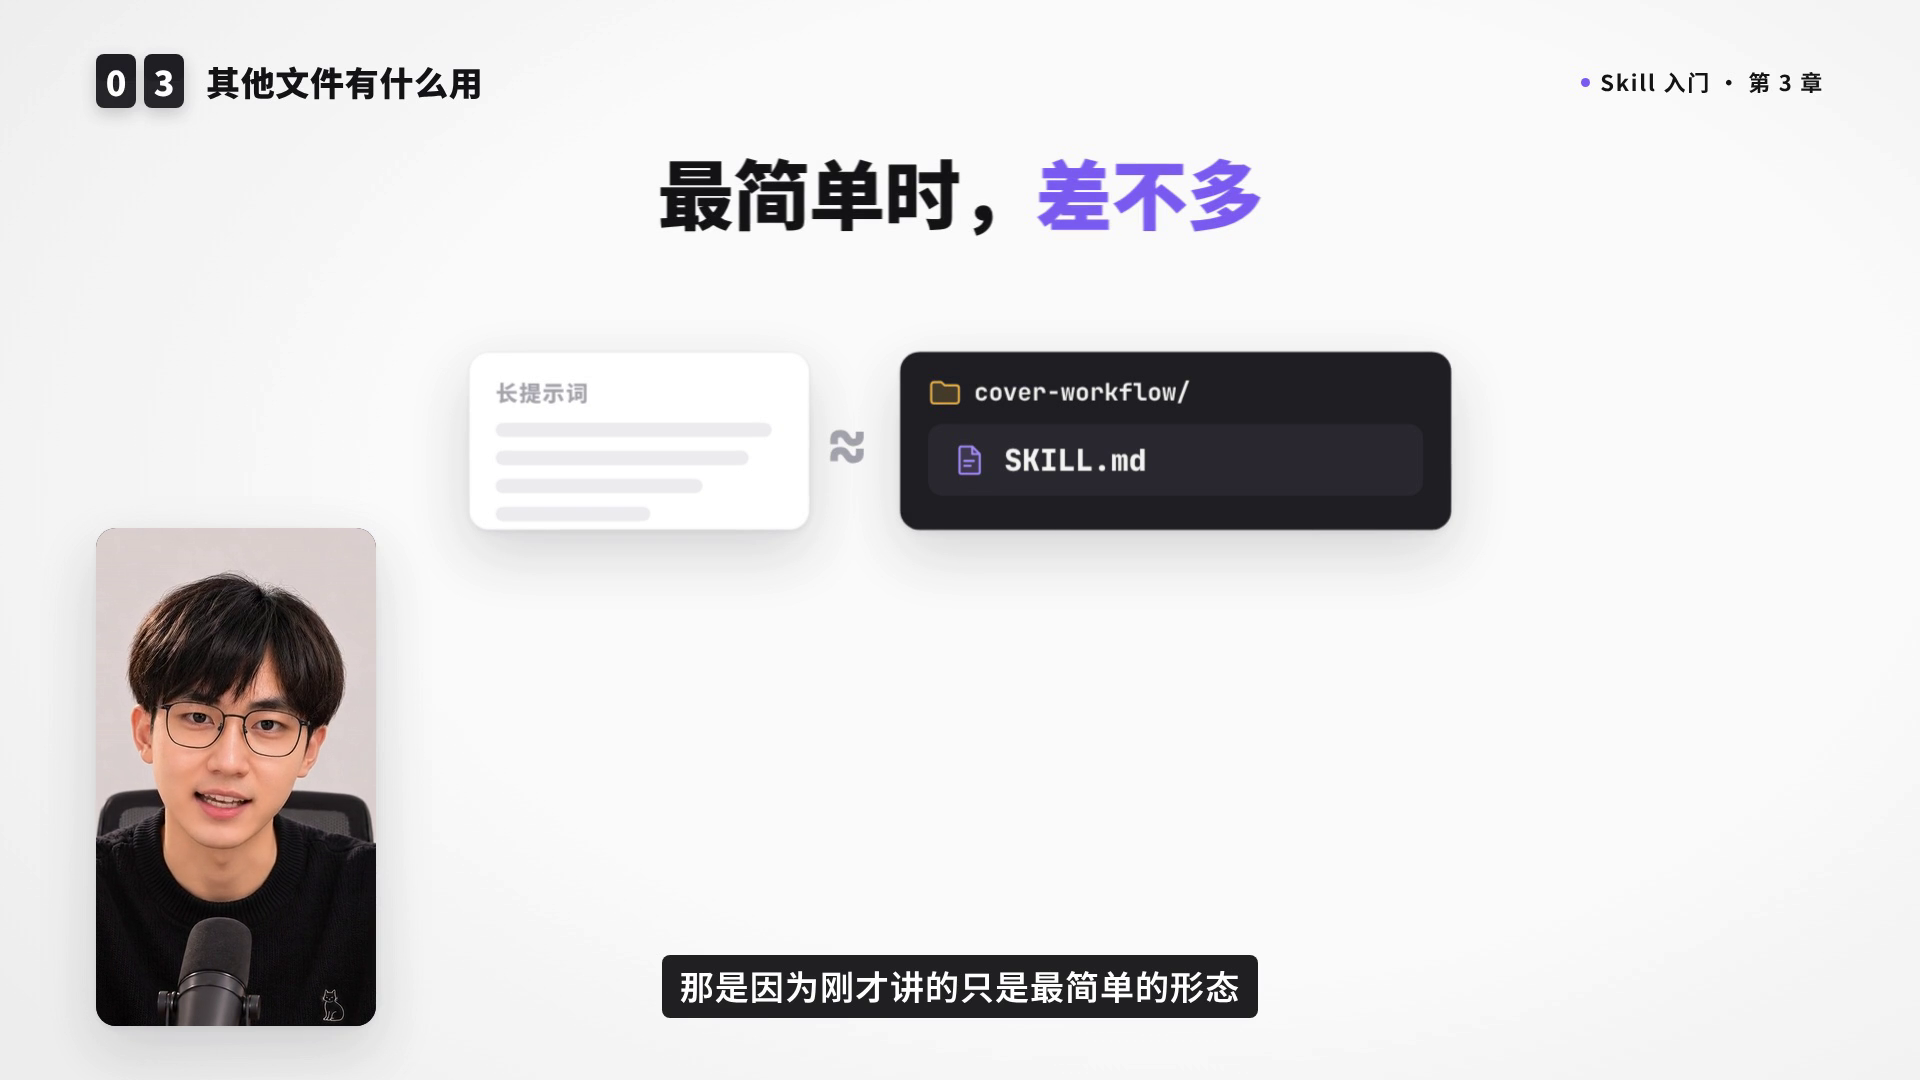 03 其他文件有什么用
Skill 入门 · 第 3 章
最简单时，差不多
长提示词
≈
cover-workflow/
SKILL.md
那是因为刚才讲的只是最简单的形态